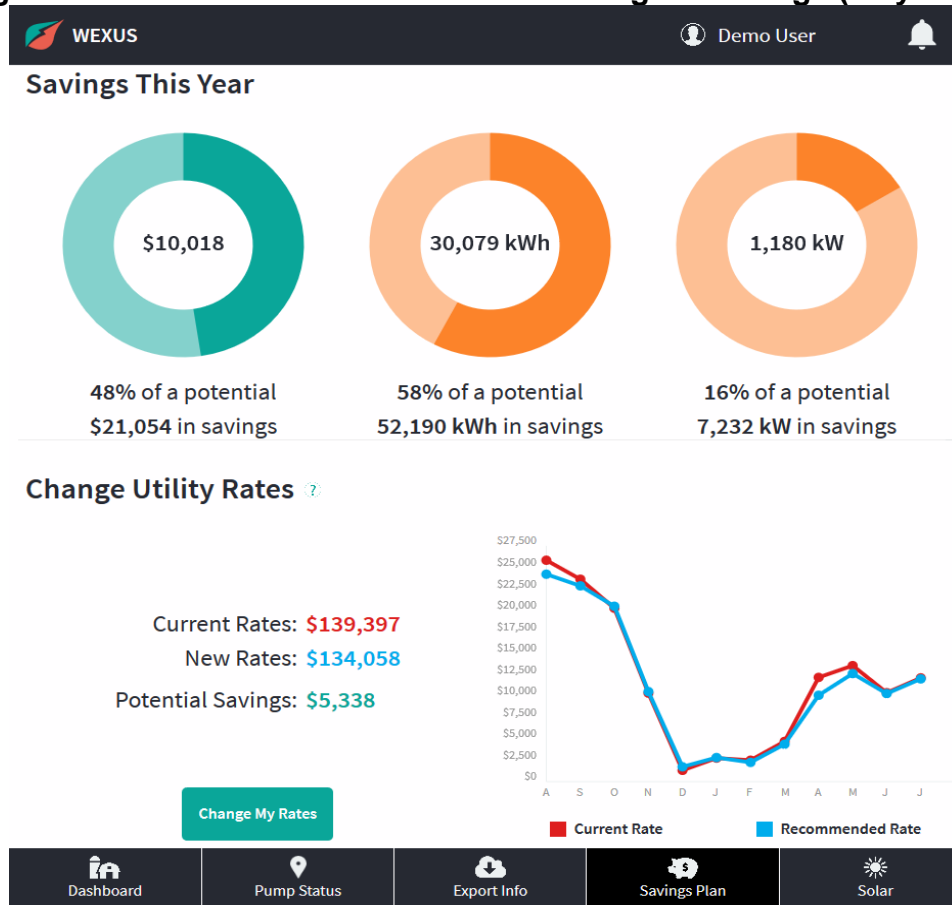 WEXUS
Demo User
Savings This Year
$10,018
30,079 kWh
1,180 kW
48% of a potential
$21,054 in savings
58% of a potential
52,190 kWh in savings
16% of a potential
7,232 kW in savings
Change Utility Rates ?
Current Rates: $139,397
New Rates: $134,058
Potential Savings: $5,338
Change My Rates
$27,500
$25,000
$22,500
$20,000
$17,500
$15,000
$12,500
$10,000
$7,500
$5,000
$2,500
$0
A S O N D J F M A M J J
Current Rate
Recommended Rate
Dashboard
Pump Status
Export Info
$
Savings Plan
Solar